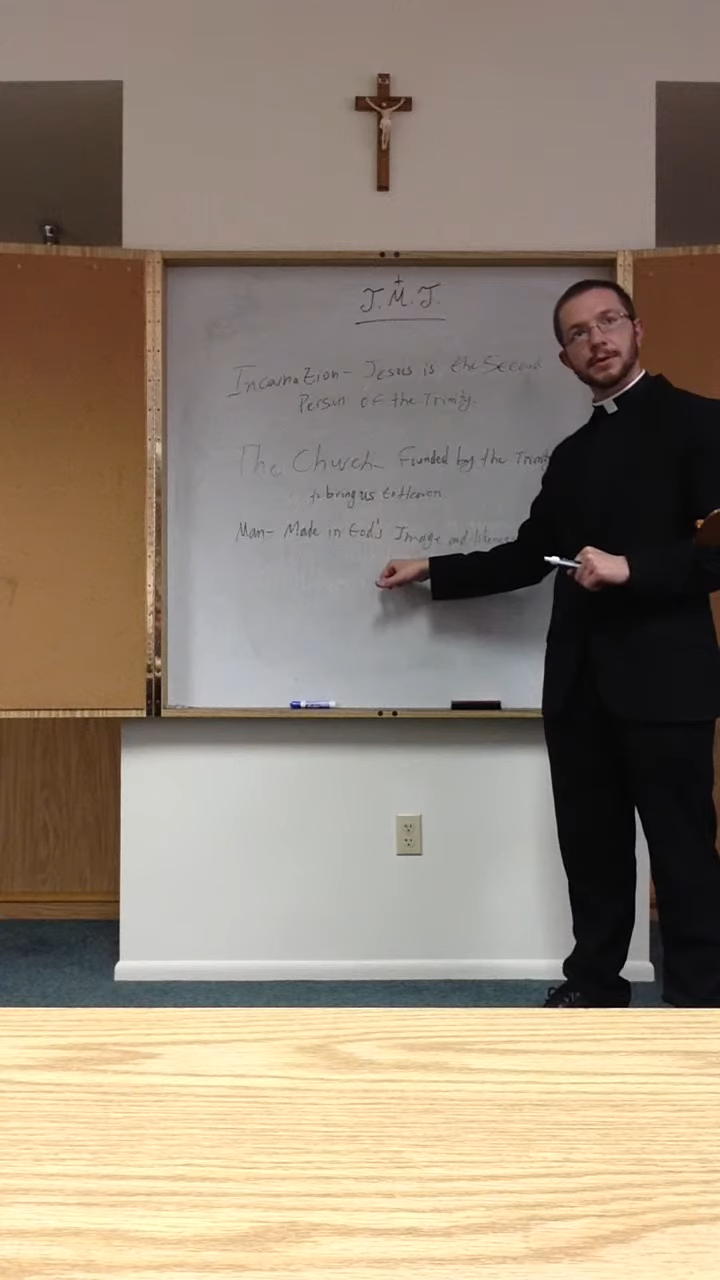 J.M.J.
Incarnation - Jesus is the Second
Person of the Trinity.
The Church - Founded by the Trinity
to bring us to Heaven
Man - Made in God's Image and likeness